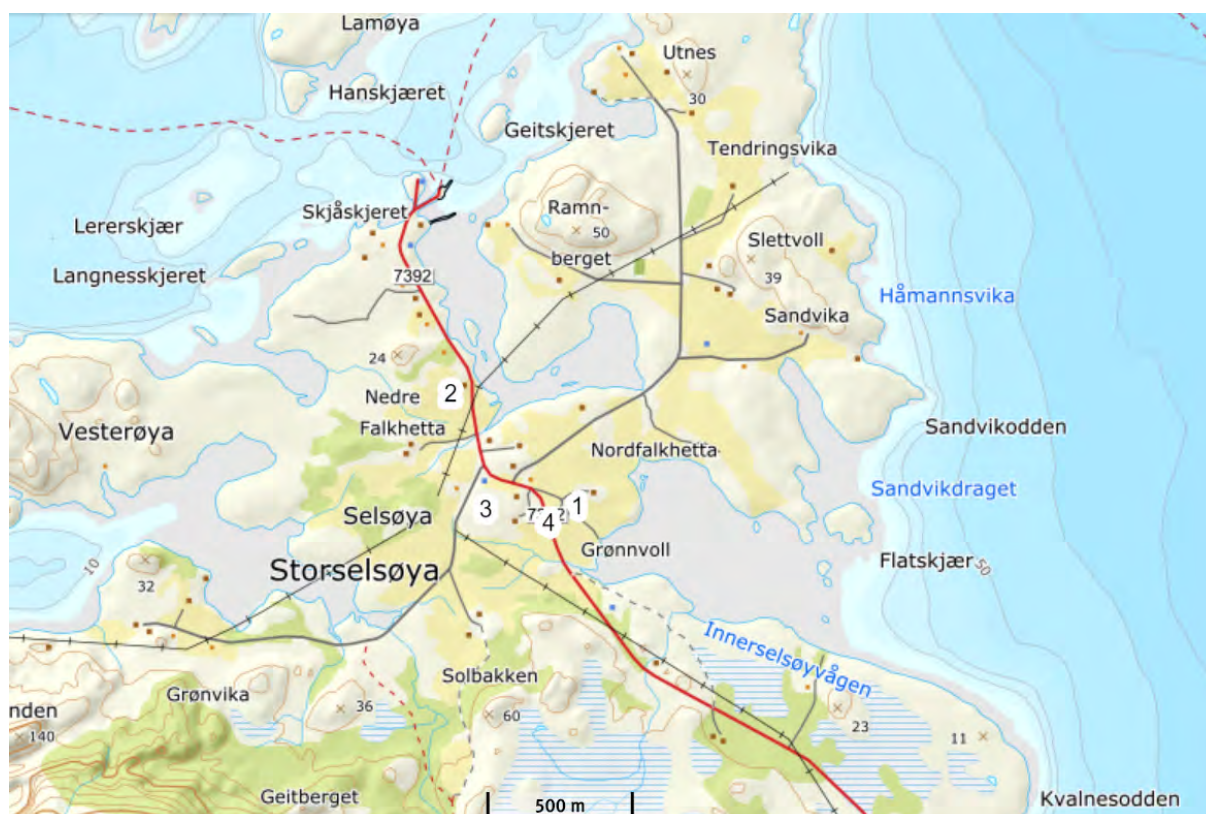 Lamøya
Utnes
Hanskjæret
30
Geitskjeret
Tendringsvika
Skjåskjeret
Ramn-
50
berget
Lererskjær
Slettvoll
Langnesskjeret
7392
39
Håmannsvika
Sandvika
24
2
Nedre
Falkhetta
Vesterøya
Sandvikodden
Nordfalkhetta
Sandvikdraget
3
1
4
Selsøya
Grønnvoll
Flatskjær
50
Storselsøya
10
32
Innerselsøyvågen
Solbakken
Grønvika
nden
36
60
23
11
140
Geitberget
500 m
Kvalnesodden